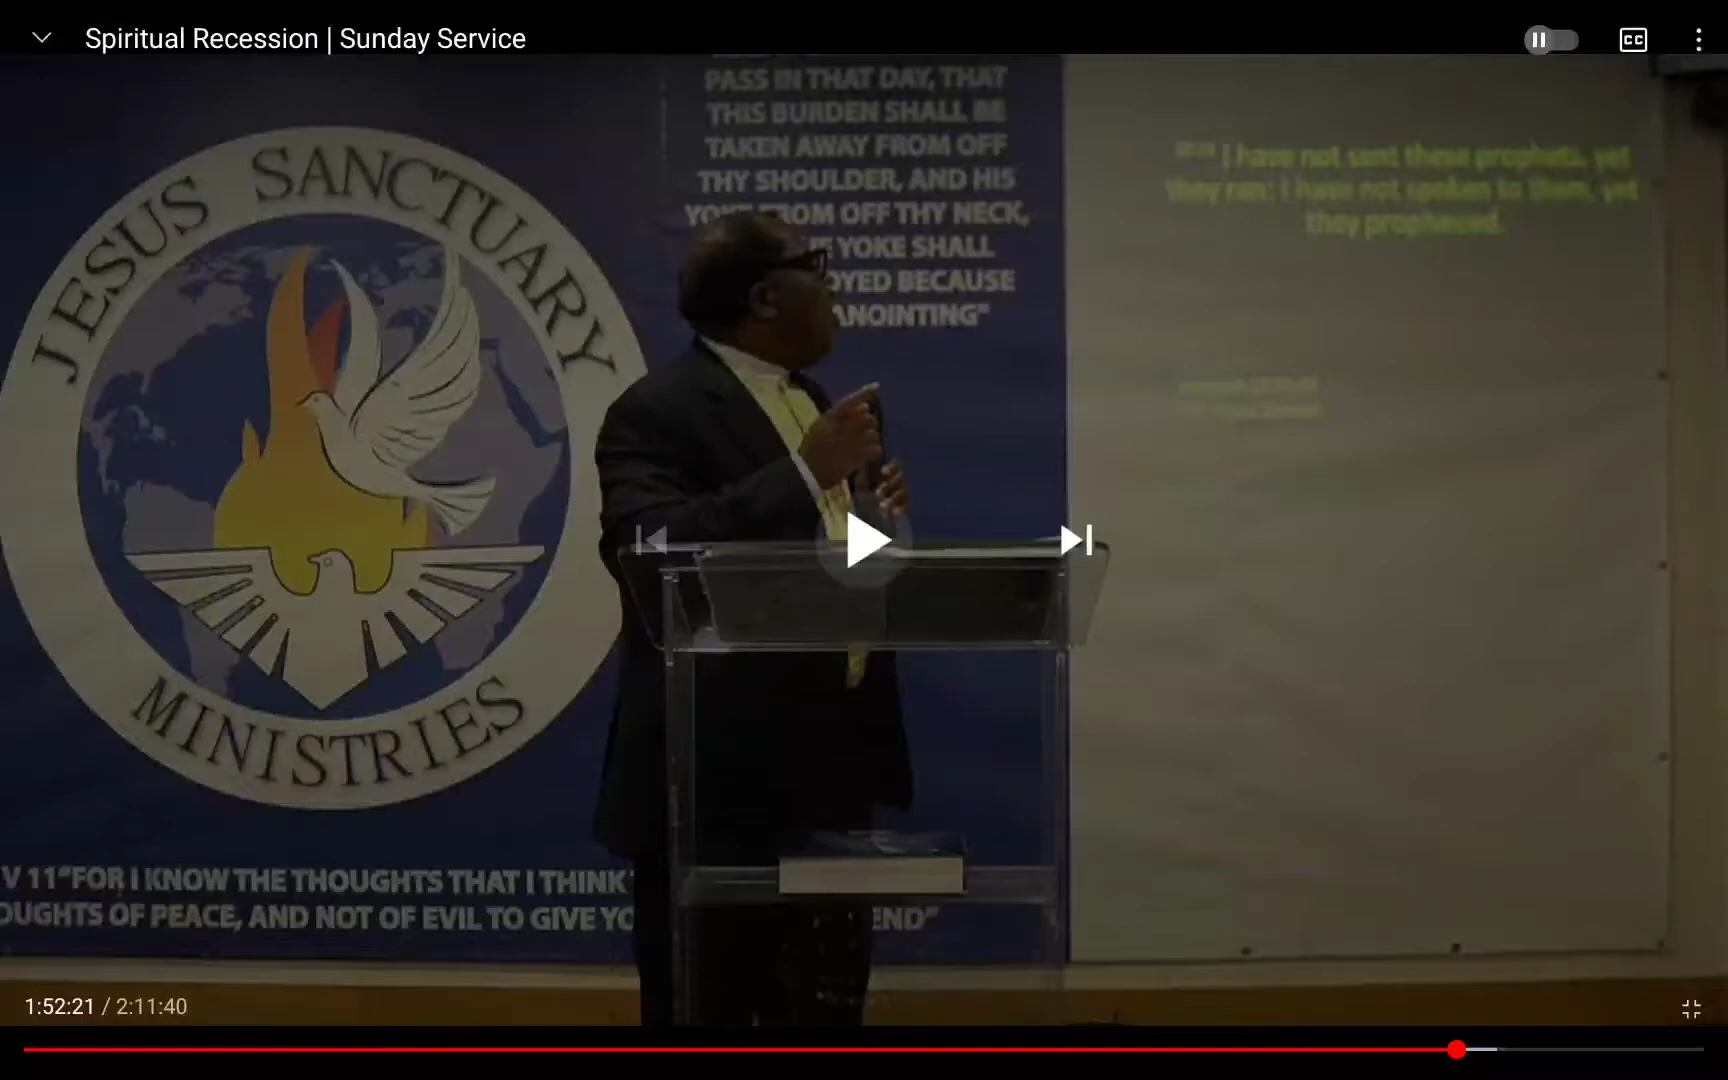 Spiritual Recession | Sunday Service
CC
PASS IN THAT DAY, THAT
THIS BURDEN SHALL BE
TAKEN AWAY FROM OFF
THY SHOULDER, AND HIS
FROM OFF THY NECK,
YOKE SHALL
BECAUSE
ANOINTING"
I have not sent these prophets, yet
they ran: I have not spoken to them, yet
they prophesied.
JESUS SANCTUARY
MINISTRIES
V 11"FOR I KNOW THE THOUGHTS THAT I THINK
OF PEACE, AND NOT OF EVIL TO GIVE
END"
1:52:21 / 2:11:40